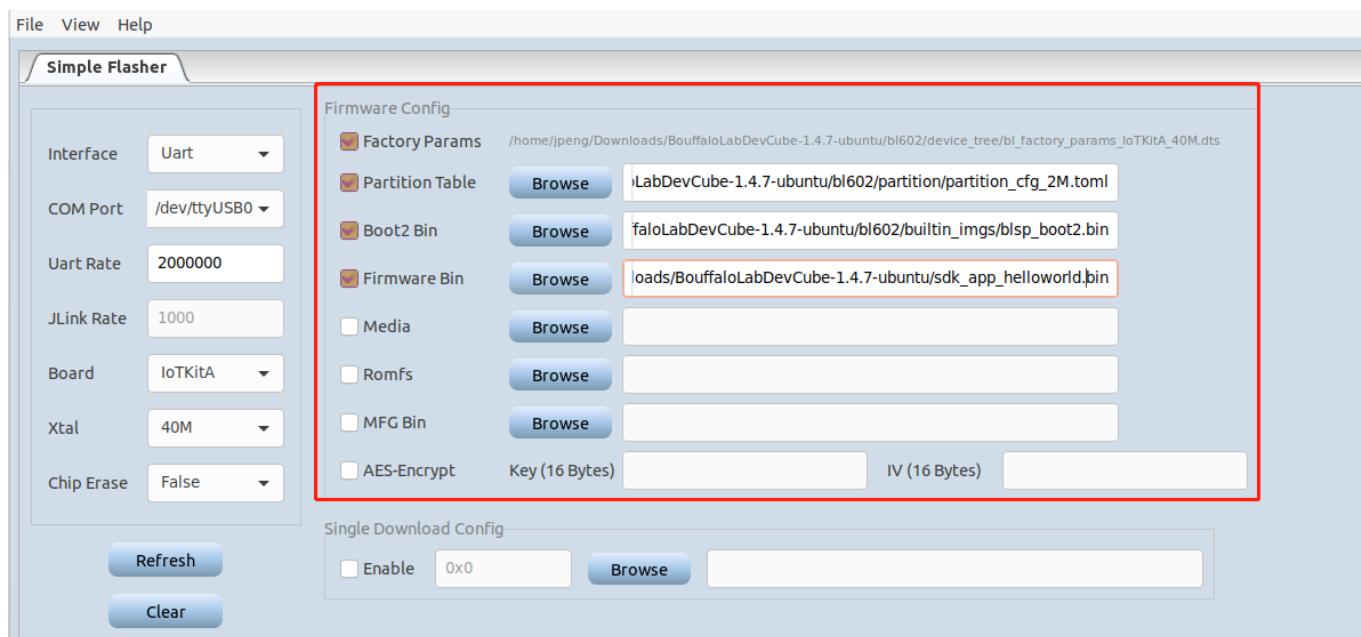 File View Help
Simple Flasher
Interface Uart
COM Port /dev/ttyUSB0
Uart Rate 2000000
JLink Rate 1000
Board IoTKitA
Xtal 40M
Chip Erase False
Refresh
Clear
Firmware Config
Factory Params /home/jpeng/Downloads/BouffaloLabDevCube-1.4.7-ubuntu/bl602/device_tree/bl_factory_params_IoTKitA_40M.dts
Partition Table Browse LabDevCube-1.4.7-ubuntu/bl602/partition/partition_cfg_2M.toml
Boot2 Bin Browse ffaloLabDevCube-1.4.7-ubuntu/bl602/builtin_imgs/blsp_boot2.bin
Firmware Bin Browse loads/BouffaloLabDevCube-1.4.7-ubuntu/sdk_app_helloworld.bin
Media Browse
Romfs Browse
MFG Bin Browse
AES-Encrypt Key (16 Bytes) IV (16 Bytes)
Single Download Config
Enable 0x0 Browse